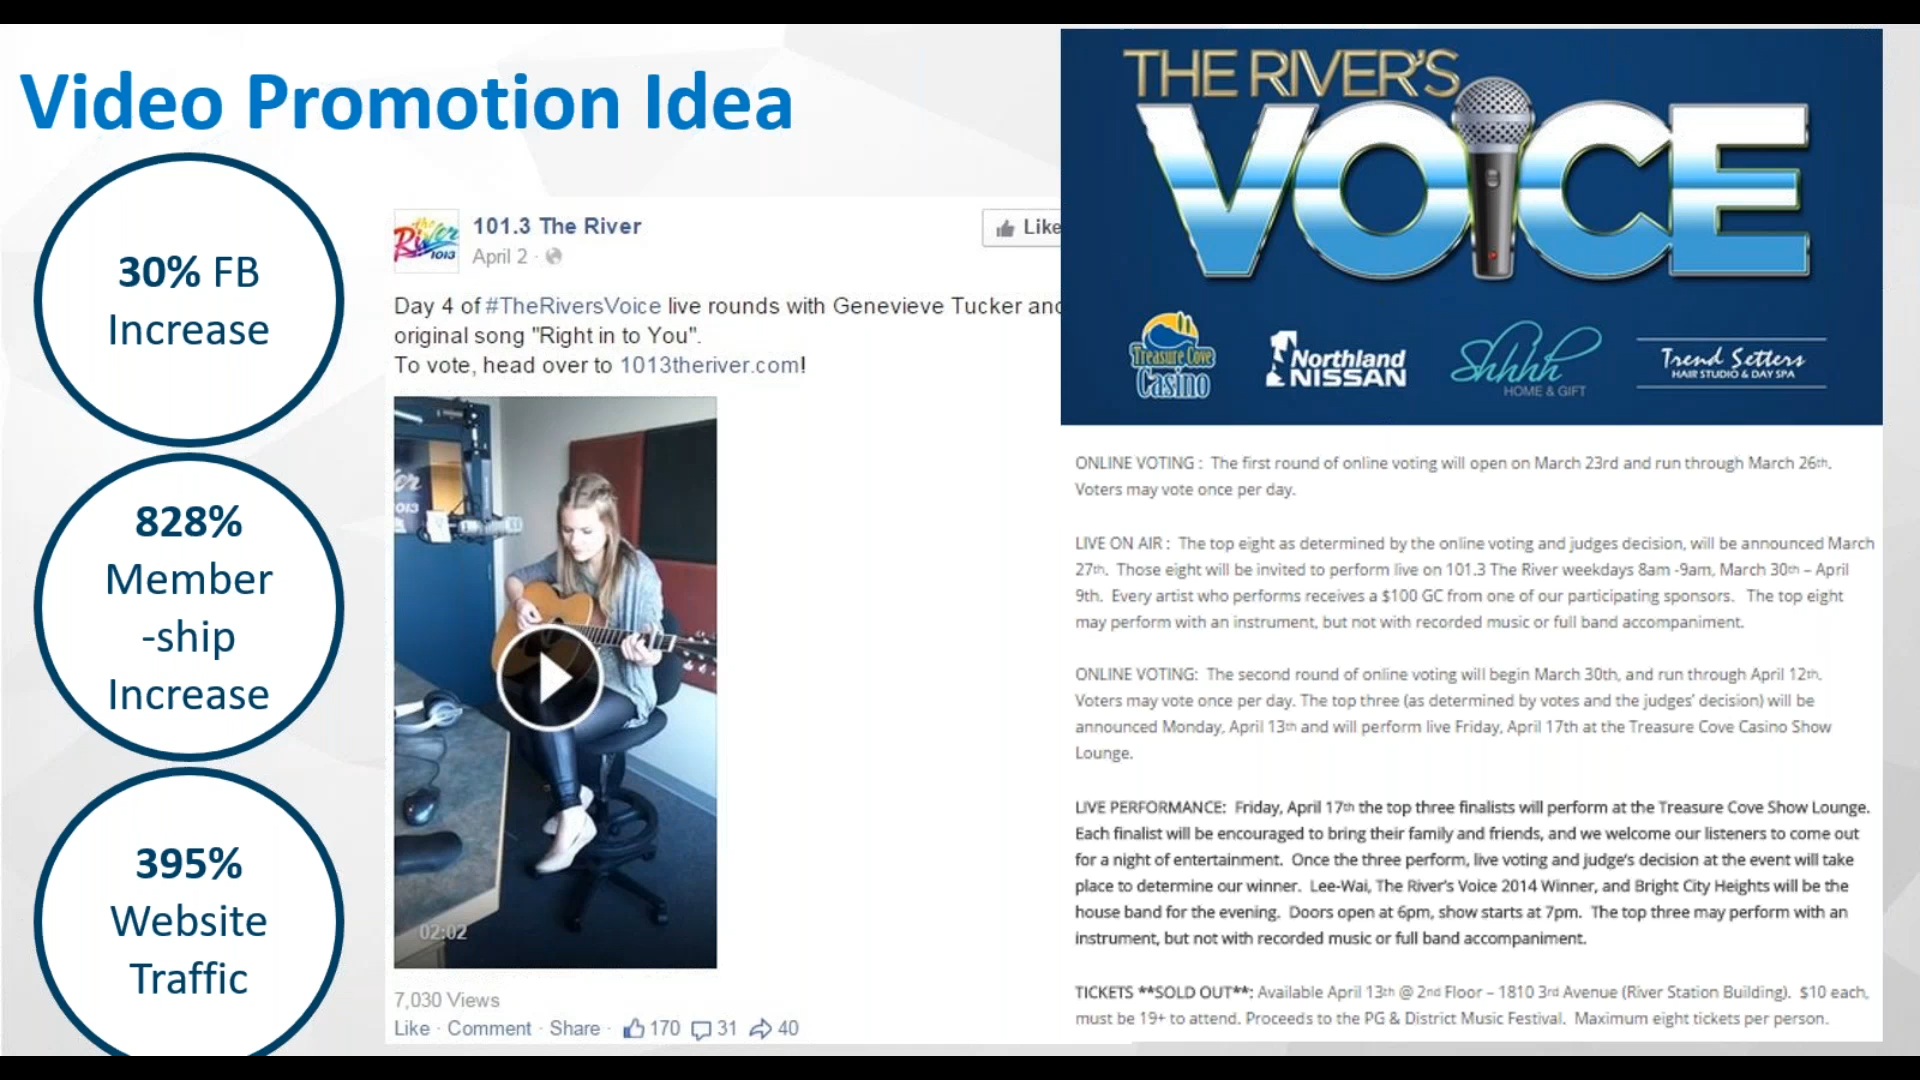 Video Promotion Idea
30% FB
Increase
828%
Member
-ship
Increase
395%
Website
Traffic
the
River
1013
101.3 The River
April 2 ·
Like
Day 4 of #TheRiversVoice live rounds with Genevieve Tucker and
original song "Right in to You".
To vote, head over to 1013theriver.com!
02:02
7,030 Views
Like · Comment · Share · 170 31 40
THE RIVER'S
VOICE
Treasure Cove
Casino
Northland
NISSAN
Shhhh
HOME & GIFT
Trend Setters
HAIR STUDIO & DAY SPA
ONLINE VOTING : The first round of online voting will open on March 23rd and run through March 26th.
Voters may vote once per day.
LIVE ON AIR : The top eight as determined by the online voting and judges decision, will be announced March
27th. Those eight will be invited to perform live on 101.3 The River weekdays 8am -9am, March 30th – April
9th. Every artist who performs receives a $100 GC from one of our participating sponsors. The top eight
may perform with an instrument, but not with recorded music or full band accompaniment.
ONLINE VOTING: The second round of online voting will begin March 30th, and run through April 12th.
Voters may vote once per day. The top three (as determined by votes and the judges' decision) will be
announced Monday, April 13th and will perform live Friday, April 17th at the Treasure Cove Casino Show
Lounge.
LIVE PERFORMANCE: Friday, April 17th the top three finalists will perform at the Treasure Cove Show Lounge.
Each finalist will be encouraged to bring their family and friends, and we welcome our listeners to come out
for a night of entertainment. Once the three perform, live voting and judge's decision at the event will take
place to determine our winner. Lee-Wai, The River's Voice 2014 Winner, and Bright City Heights will be the
house band for the evening. Doors open at 6pm, show starts at 7pm. The top three may perform with an
instrument, but not with recorded music or full band accompaniment.
TICKETS **SOLD OUT**: Available April 13th @ 2nd Floor – 1810 3rd Avenue (River Station Building). $10 each,
must be 19+ to attend. Proceeds to the PG & District Music Festival. Maximum eight tickets per person.